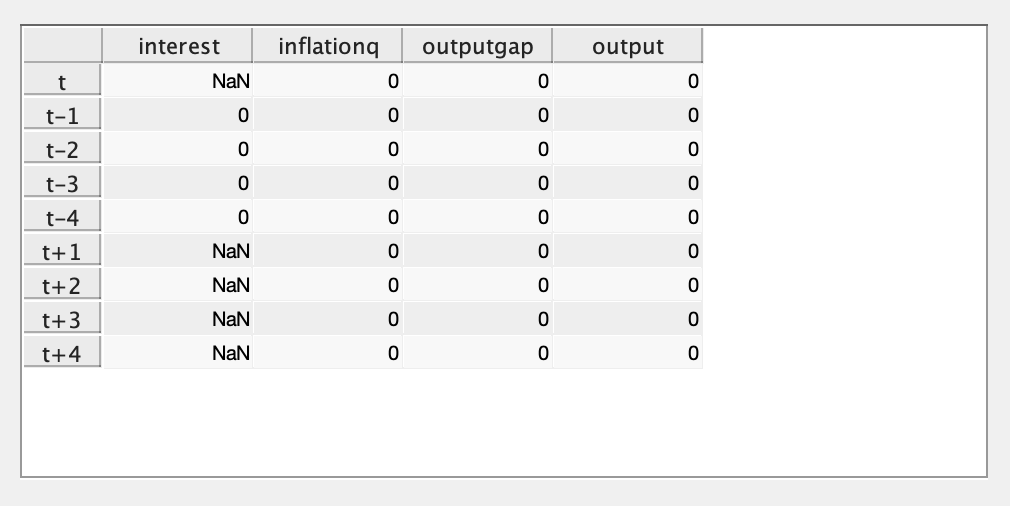 interest inflationq outputgap output
t NaN 0 0 0
t-1 0 0 0 0
t-2 0 0 0 0
t-3 0 0 0 0
t-4 0 0 0 0
t+1 NaN 0 0 0
t+2 NaN 0 0 0
t+3 NaN 0 0 0
t+4 NaN 0 0 0